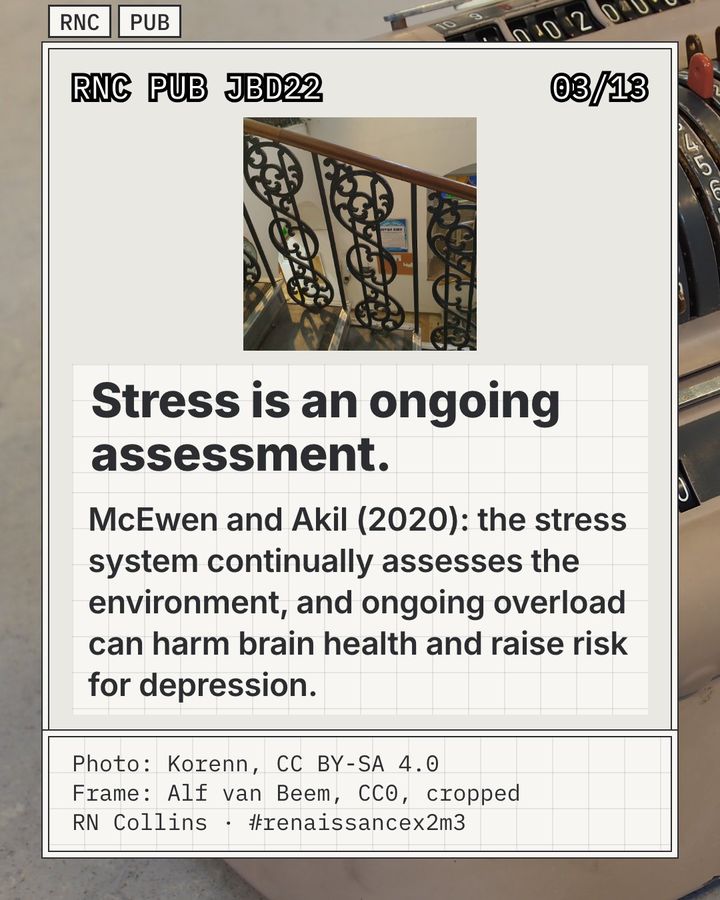 RNC PUB
RNC PUB JBD22 03/13
Stress is an ongoing
assessment.
McEwen and Akil (2020): the stress
system continually assesses the
environment, and ongoing overload
can harm brain health and raise risk
for depression.
Photo: Korenn, CC BY-SA 4.0
Frame: Alf van Beem, CC0, cropped
RN Collins · #renaissancex2m3